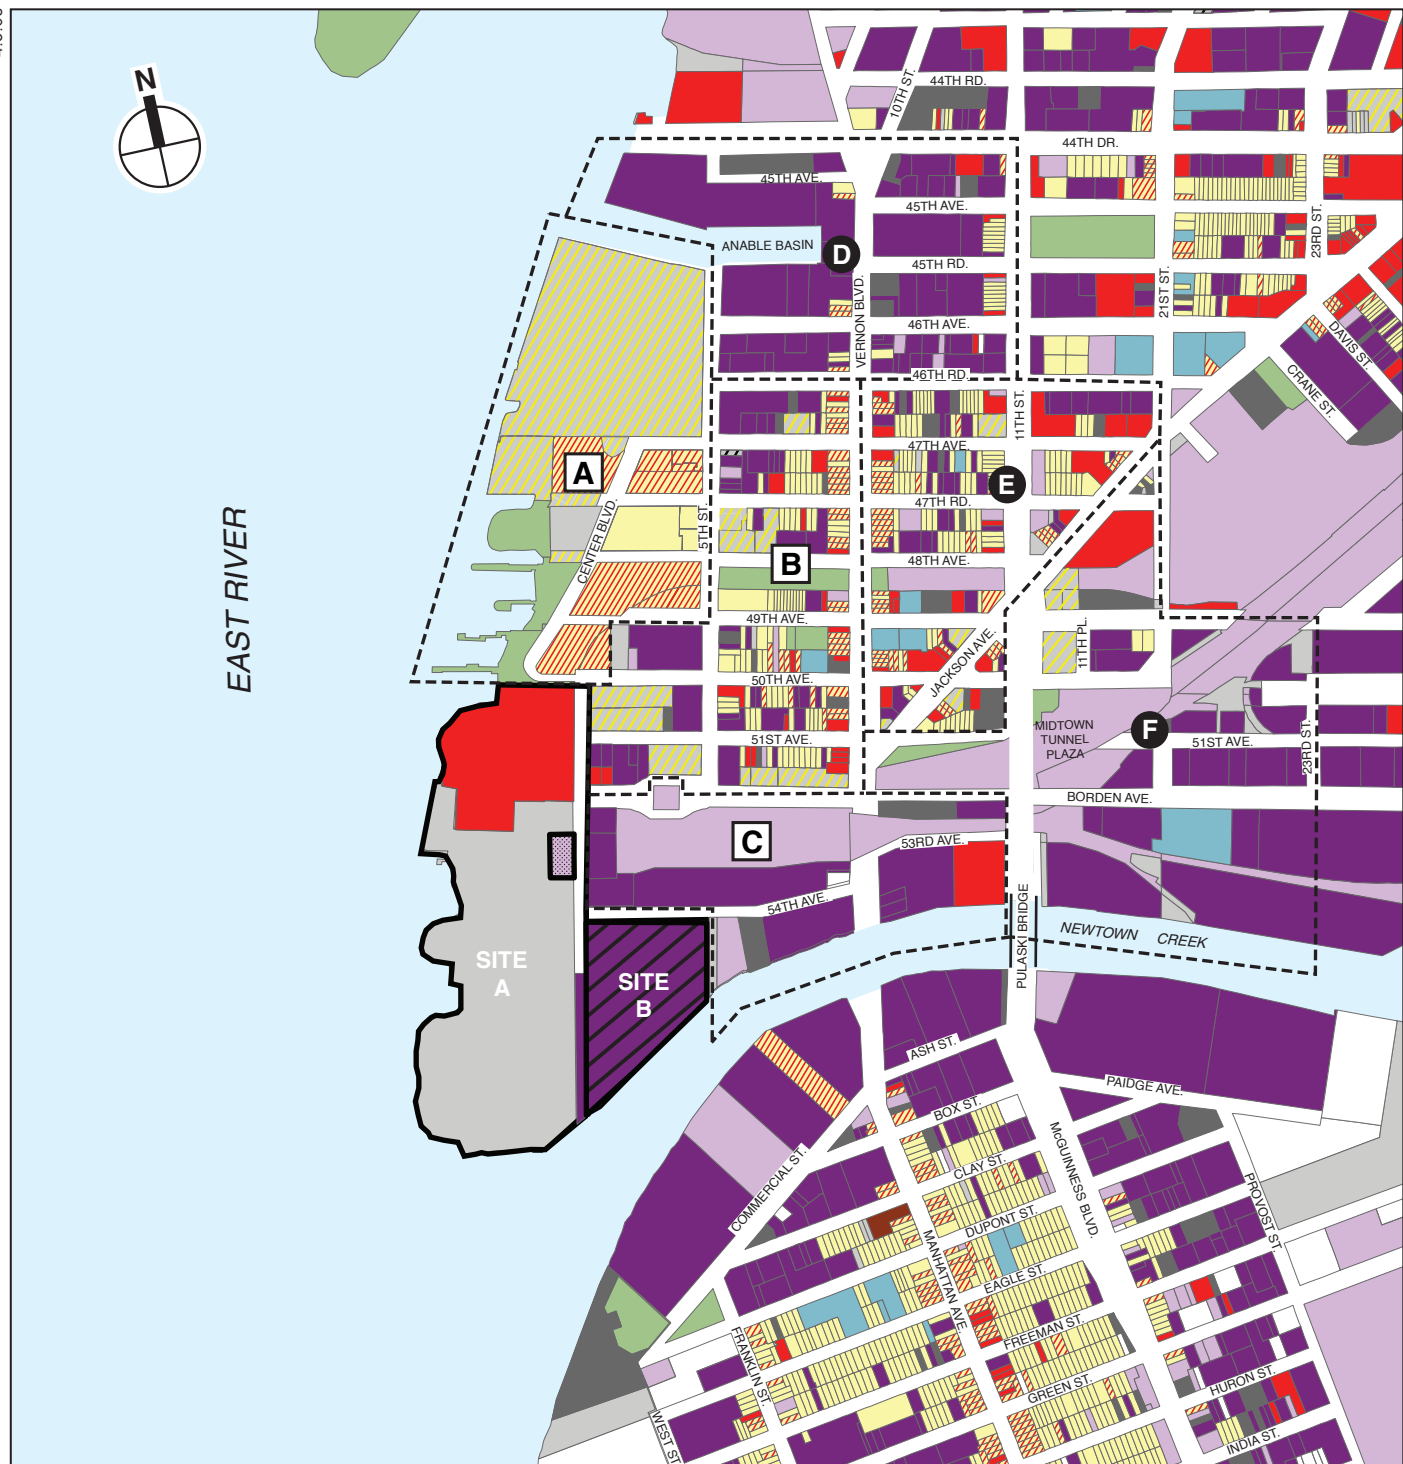 N
44TH RD.
10TH ST.
44TH DR.
45TH AVE.
45TH AVE.
23RD ST.
ANABLE BASIN
D
45TH RD.
21ST ST.
VERNON BLVD.
46TH AVE.
DAVIS ST.
46TH RD.
CRANE ST.
11TH ST.
47TH AVE.
A
E
47TH RD.
5TH ST.
CENTER BLVD.
EAST RIVER
B
48TH AVE.
49TH AVE.
11TH PL.
JACKSON AVE.
50TH AVE.
MIDTOWN
TUNNEL
PLAZA
F
51ST AVE.
51ST AVE.
23RD ST.
BORDEN AVE.
C
53RD AVE.
54TH AVE.
PULASKI BRIDGE
NEWTOWN CREEK
SITE
A
SITE
B
ASH ST.
PAIDGE AVE.
BOX ST.
McGUINNESS BLVD.
COMMERCIAL ST.
CLAY ST.
PROVOST ST.
DUPONT ST.
MANHATTAN AVE.
EAGLE ST.
FREEMAN ST.
FRANKLIN ST.
GREEN ST.
HURON ST.
WEST ST.
INDIA ST.